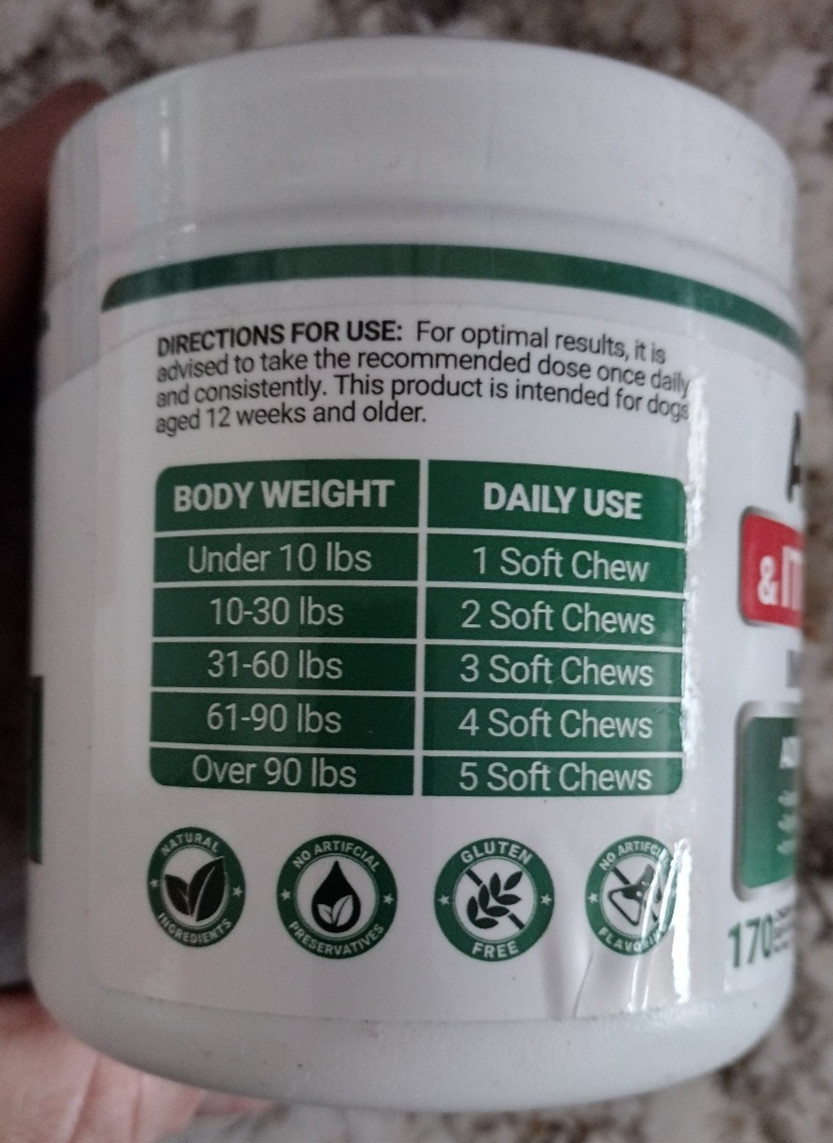 DIRECTIONS FOR USE: For optimal results, it is
advised to take the recommended dose once daily
and consistently. This product is intended for dogs
aged 12 weeks and older.
BODY WEIGHT DAILY USE
Under 10 lbs 1 Soft Chew
10-30 lbs 2 Soft Chews
31-60 lbs 3 Soft Chews
61-90 lbs 4 Soft Chews
Over 90 lbs 5 Soft Chews
NATURAL INGREDIENTS
NO ARTIFCIAL PRESERVATIVES
GLUTEN FREE
NO
&
170